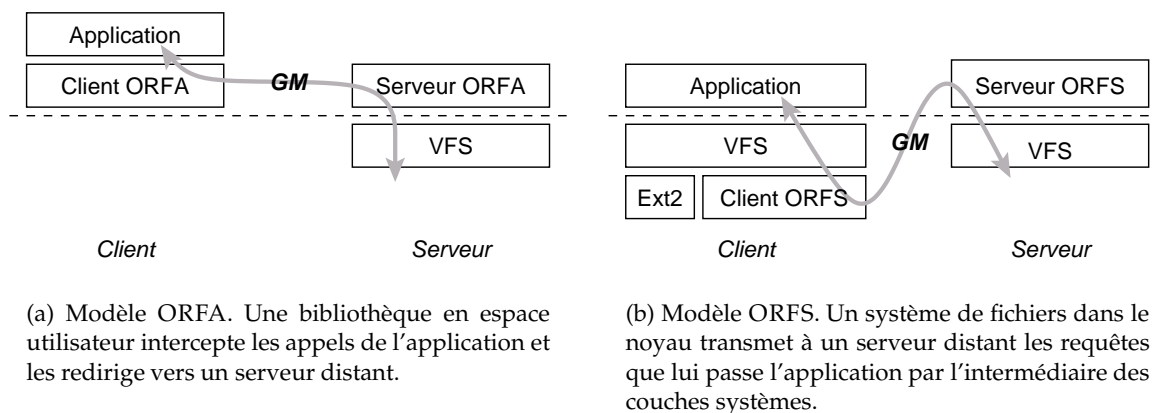 Application
Client ORFA
GM
Serveur ORFA
VFS
Client
Serveur
(a) Modèle ORFA. Une bibliothèque en espace
utilisateur intercepte les appels de l'application et
les redirige vers un serveur distant.
Application
Serveur ORFS
VFS
GM
VFS
Ext2
Client ORFS
Client
Serveur
(b) Modèle ORFS. Un système de fichiers dans le
noyau transmet à un serveur distant les requêtes
que lui passe l'application par l'intermédiaire des
couches systèmes.